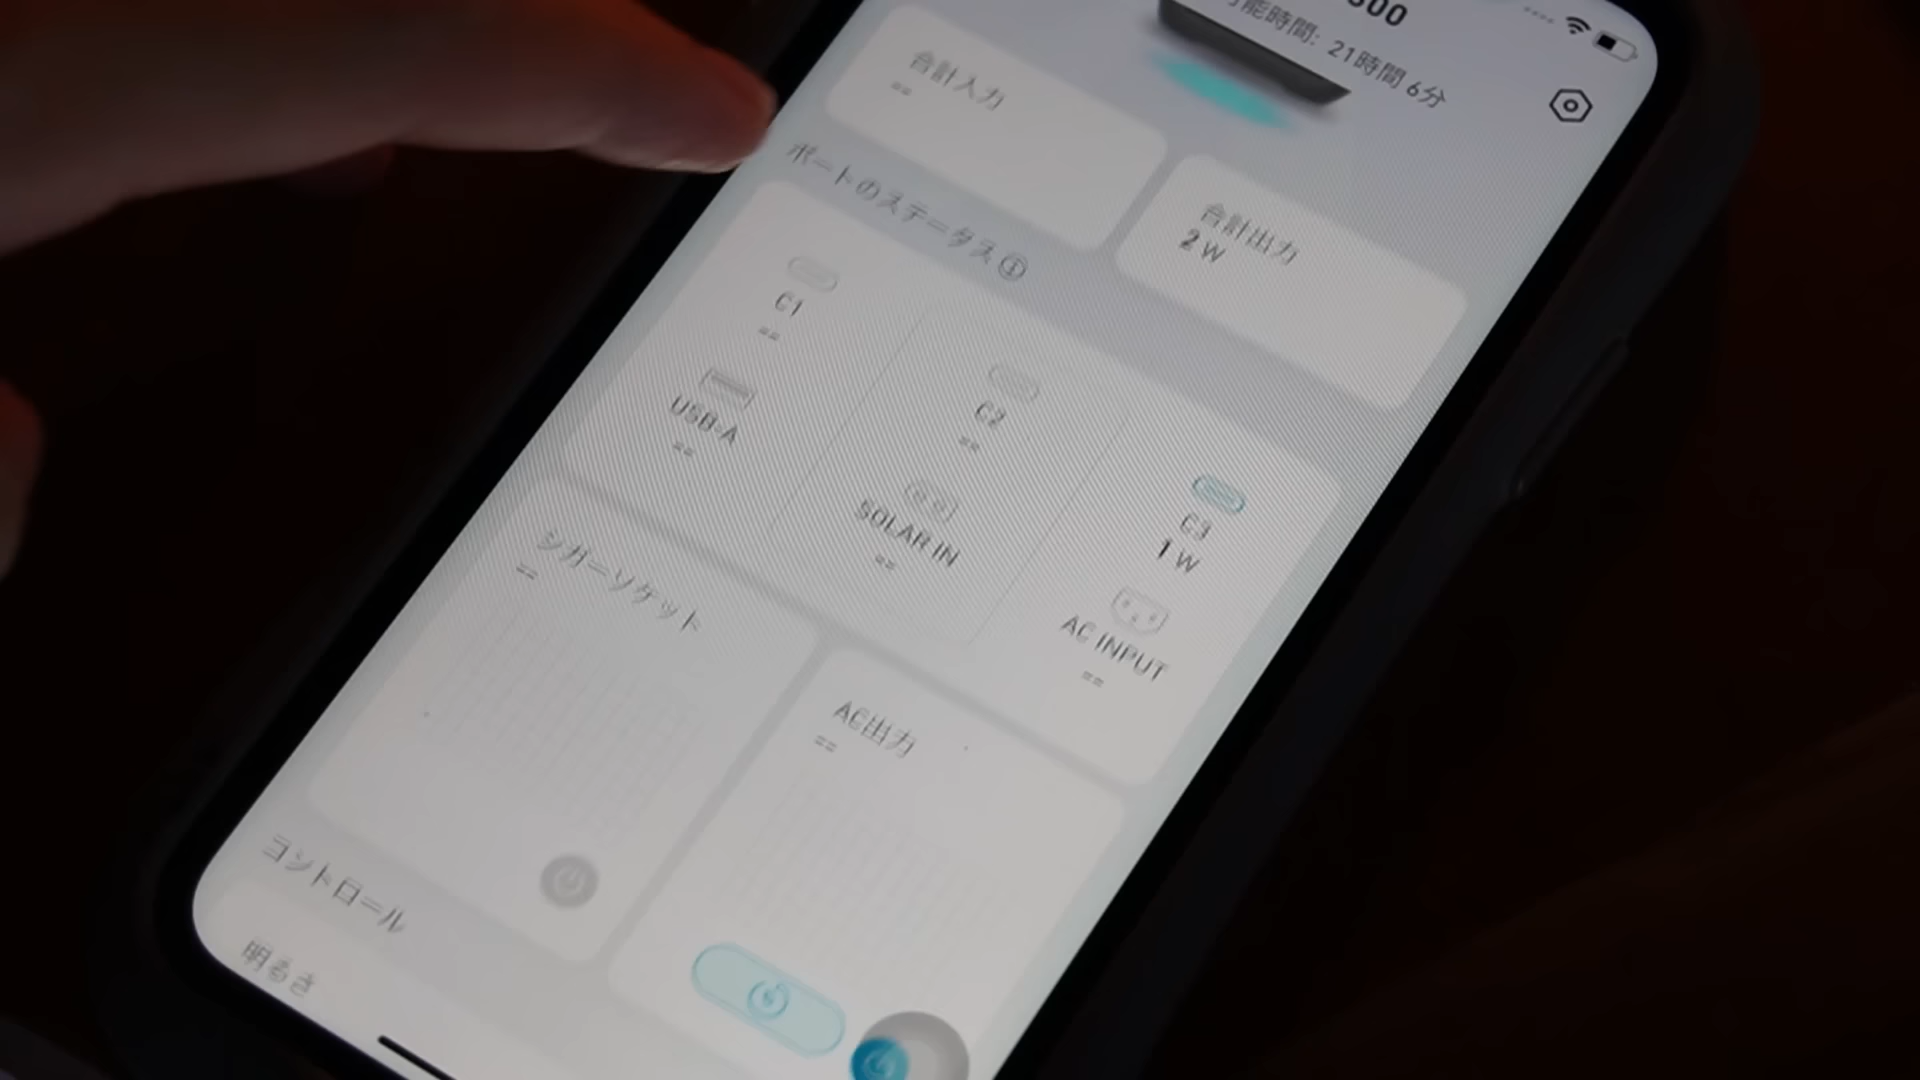 能時間: 21時間 6分
合計入力
--
合計出力
2 W
ポートのステータス
C1
--
C2
--
C3
1 W
USB-A
--
SOLAR IN
--
AC INPUT
--
シガーソケット
--
AC出力
--
コントロール
明るさ